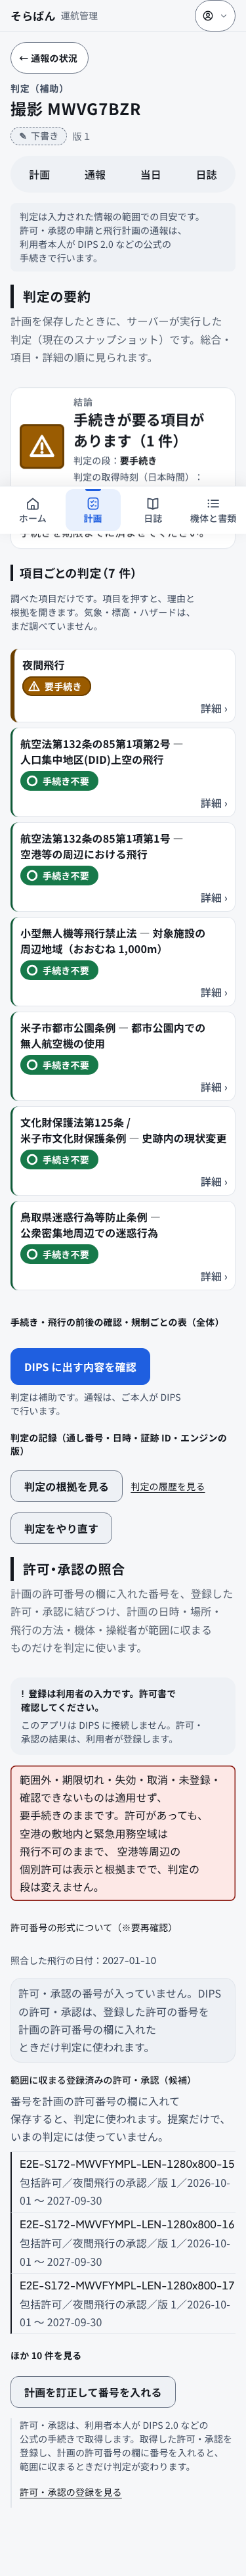 そらぱん 運航管理
← 通報の状況
判定（補助）
撮影 MWVG7BZR
✎ 下書き 版 1
計画 通報 当日 日誌
判定は入力された情報の範囲での目安です。
許可・承認の申請と飛行計画の通報は、
利用者本人が DIPS 2.0 などの公式の
手続きで行います。
判定の要約
計画を保存したときに、サーバーが実行した
判定（現在のスナップショット）です。総合・
項目・詳細の順に見られます。
結論
手続きが要る項目が
あります（1 件）
判定の段：要手続き
判定の取得時刻（日本時間）：
ホーム 計画 日誌 機体と書類
項目ごとの判定（7 件）
調べた項目だけです。項目を押すと、理由と
根拠を開きます。気象・標高・ハザードは、
まだ調べていません。
夜間飛行
要手続き
詳細 ›
航空法第132条の85第1項第2号 —
人口集中地区(DID)上空の飛行
手続き不要
詳細 ›
航空法第132条の85第1項第1号 —
空港等の周辺における飛行
手続き不要
詳細 ›
小型無人機等飛行禁止法 — 対象施設の
周辺地域（おおむね 1,000m）
手続き不要
詳細 ›
米子市都市公園条例 — 都市公園内での
無人航空機の使用
手続き不要
詳細 ›
文化財保護法第125条 /
米子市文化財保護条例 — 史跡内の現状変更
手続き不要
詳細 ›
鳥取県迷惑行為等防止条例 —
公衆密集地周辺での迷惑行為
手続き不要
詳細 ›
手続き・飛行の前後の確認・規制ごとの表（全体）
DIPS に出す内容を確認
判定は補助です。通報は、ご本人が DIPS
で行います。
判定の記録（通し番号・日時・証跡 ID・エンジンの
版）
判定の根拠を見る 判定の履歴を見る
判定をやり直す
許可・承認の照合
計画の許可番号の欄に入れた番号を、登録した
許可・承認に結びつけ、計画の日時・場所・
飛行の方法・機体・操縦者が範囲に収まる
ものだけを判定に使います。
! 登録は利用者の入力です。許可書で
確認してください。
このアプリは DIPS に接続しません。許可・
承認の結果は、利用者が登録します。
範囲外・期限切れ・失効・取消・未登録・
確認できないものは適用せず、
要手続きのままです。許可があっても、
空港の敷地内と緊急用務空域は
飛行不可のままで、空港等周辺の
個別許可は表示と根拠までで、判定の
段は変えません。
許可番号の形式について（※要再確認）
照合した飛行の日付：2027-01-10
許可・承認の番号が入っていません。DIPS
の許可・承認は、登録した許可の番号を
計画の許可番号の欄に入れた
ときだけ判定に使われます。
範囲に収まる登録済みの許可・承認（候補）
番号を計画の許可番号の欄に入れて
保存すると、判定に使います。提案だけで、
いまの判定には使っていません。
E2E-S172-MWVFYMPL-LEN-1280x800-15
包括許可／夜間飛行の承認／版 1／2026-10-
01 〜 2027-09-30
E2E-S172-MWVFYMPL-LEN-1280x800-16
包括許可／夜間飛行の承認／版 1／2026-10-
01 〜 2027-09-30
E2E-S172-MWVFYMPL-LEN-1280x800-17
包括許可／夜間飛行の承認／版 1／2026-10-
01 〜 2027-09-30
ほか 10 件を見る
計画を訂正して番号を入れる
許可・承認は、利用者本人が DIPS 2.0 などの
公式の手続きで取得します。取得した許可・承認を
登録し、計画の許可番号の欄に番号を入れると、
範囲に収まるときだけ判定が変わります。
許可・承認の登録を見る